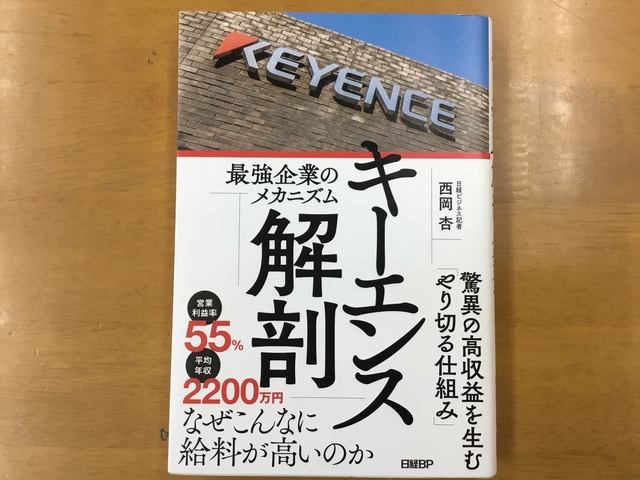 KEYENCE
キーエンス
解剖
最強企業の
メカニズム
日経ビジネス記者
西岡 杏
驚異の高収益を生む
「やり切る仕組み」
営業
利益率
55%
平均
年収
2200万円
なぜこんなに
給料が高いのか
日経BP